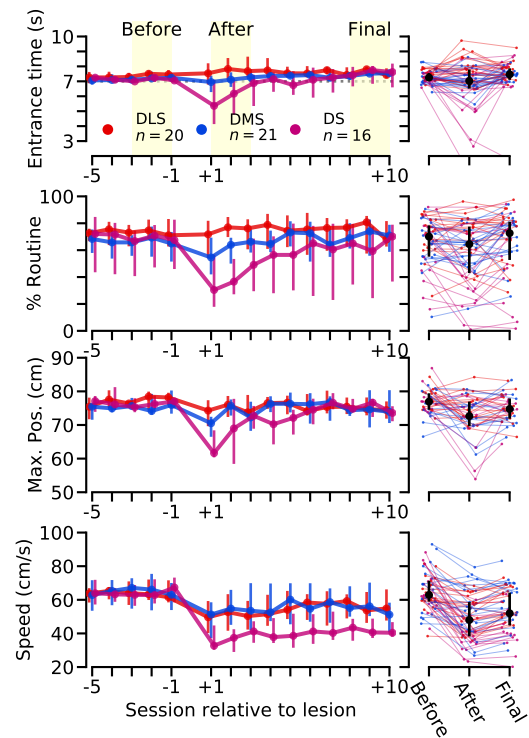 Before After Final
Entrance time (s)
10
7
3
DLS
n = 20
DMS
n = 21
DS
n = 16
-5 -1 +1 +10
% Routine
100
0
-5 -1 +1 +10
Max. Pos. (cm)
90
80
70
60
50
-5 -1 +1 +10
Speed (cm/s)
100
80
60
40
20
-5 -1 +1 +10
Session relative to lesion
Before
After
Final